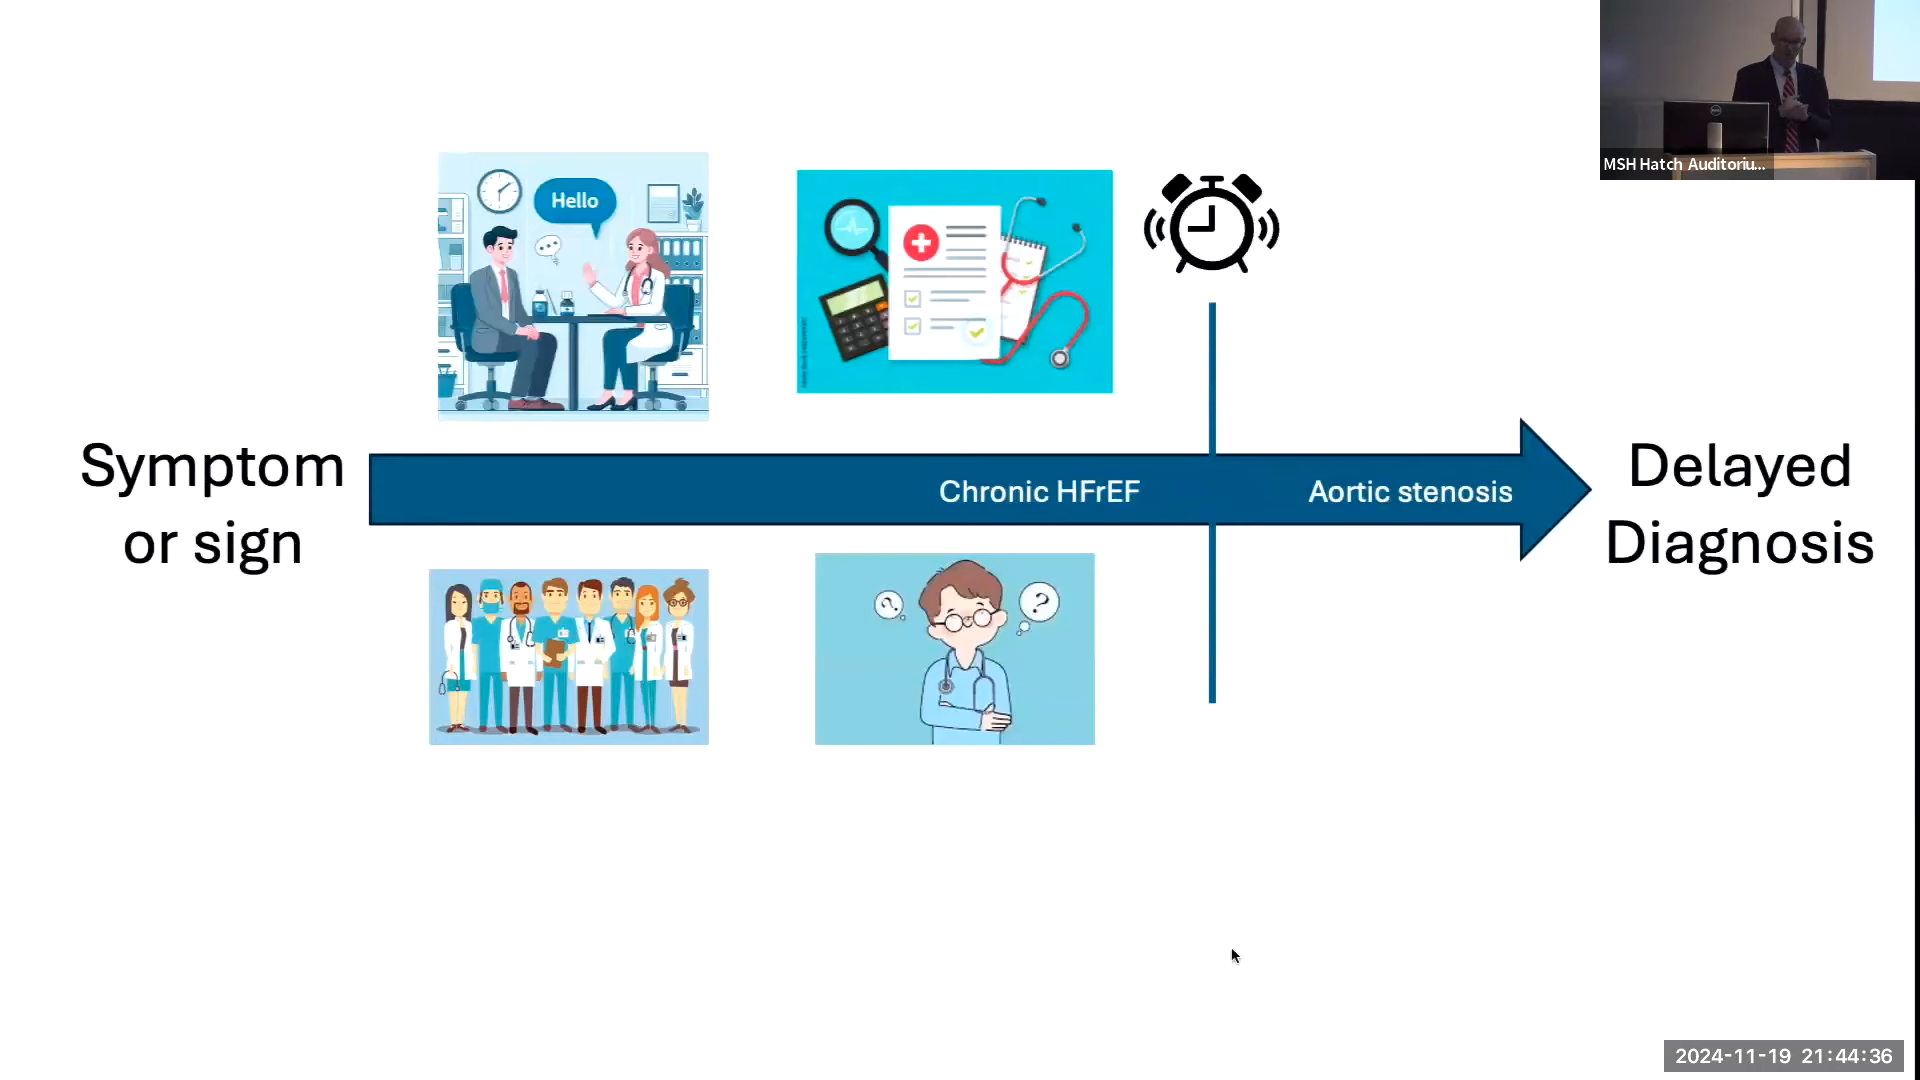 MSH Hatch Auditoriu...
Hello
Symptom
or sign
Chronic HFrEF
Aortic stenosis
Delayed
Diagnosis
?
?
2024-11-19 21:44:36